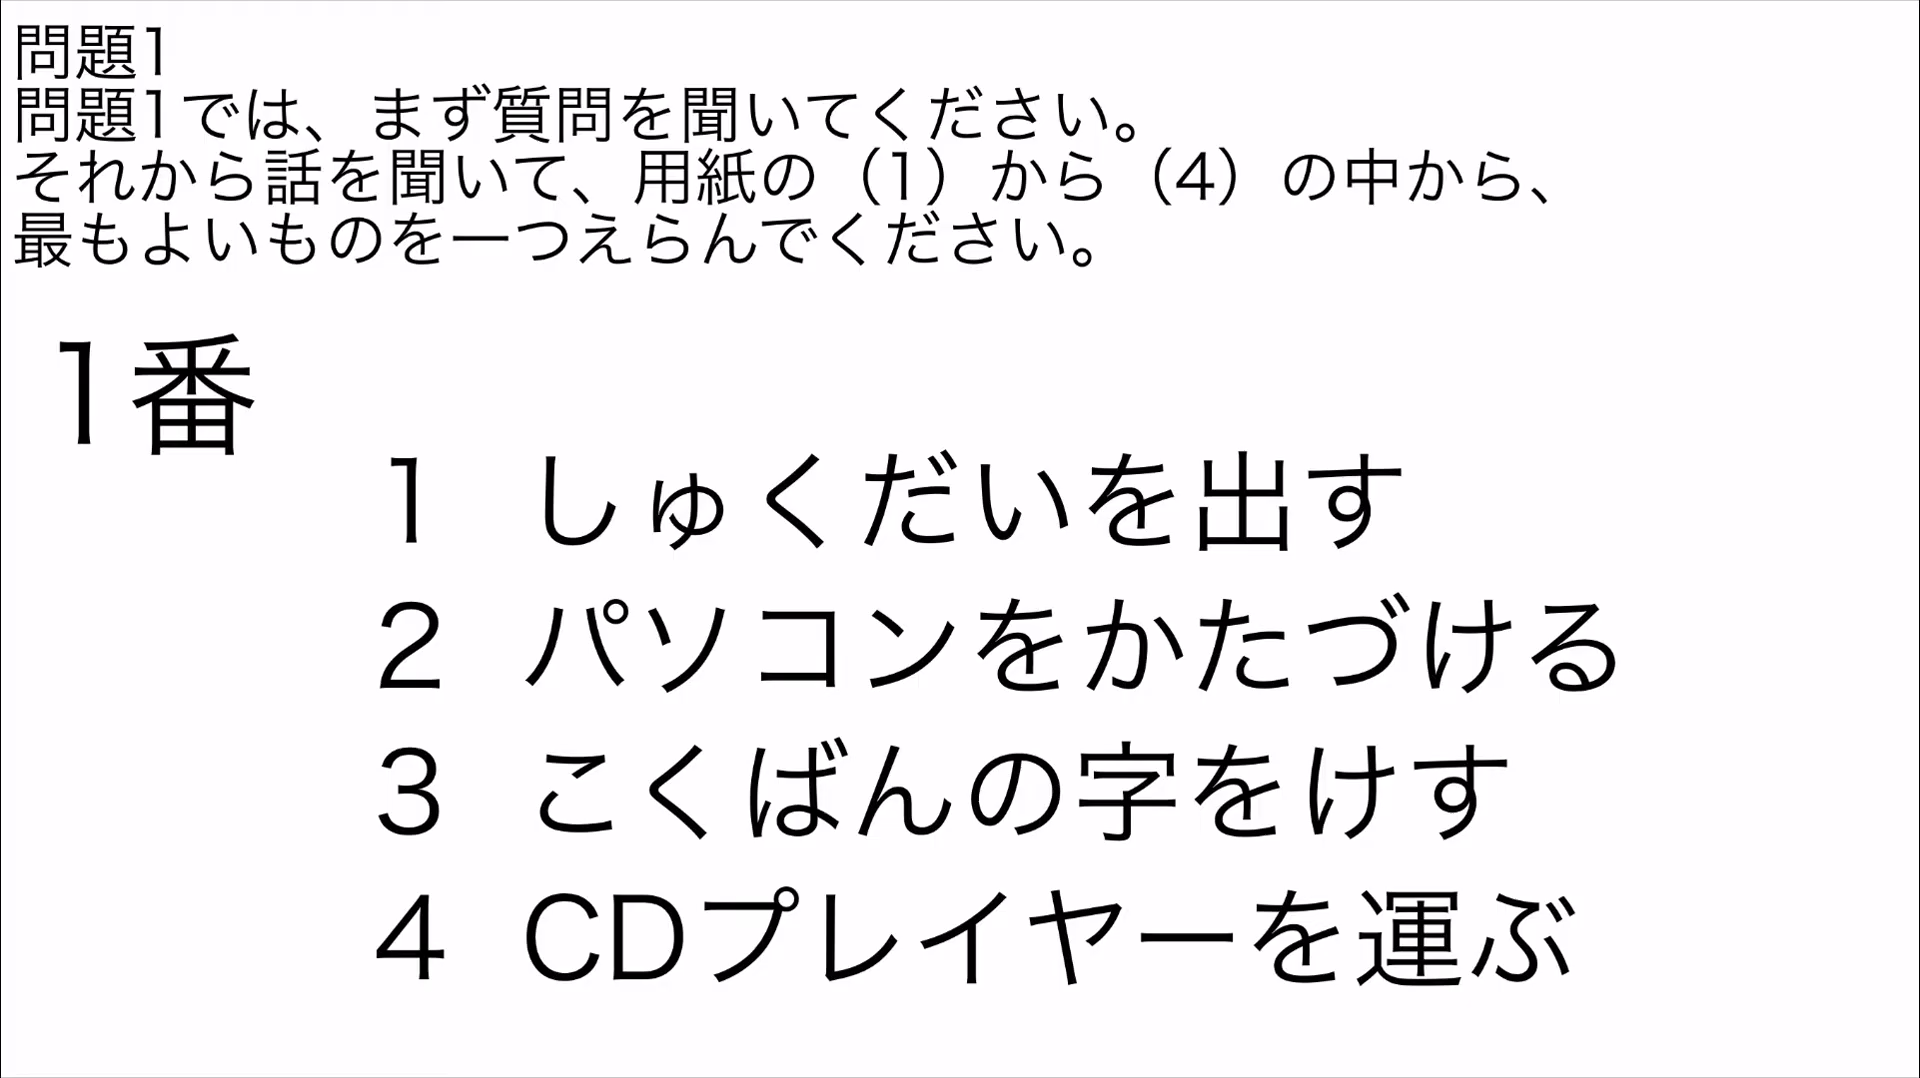 問題1
問題1では、まず質問を聞いてください。
それから話を聞いて、用紙の（1）から（4）の中から、
最もよいものを一つえらんでください。
1番
1 しゅくだいを出す
2 パソコンをかたづける
3 こくばんの字をけす
4 CDプレイヤーを運ぶ